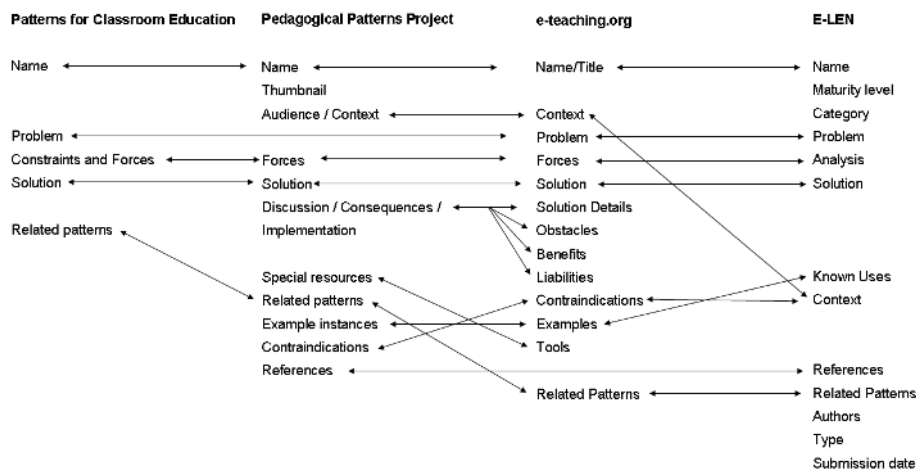 Patterns for Classroom Education Pedagogical Patterns Project e-teaching.org E-LEN
Name Name Name/Title Name
Thumbnail Maturity level
Audience / Context Context Category
Problem Problem Problem
Constraints and Forces Forces Forces Analysis
Solution Solution Solution Solution
Discussion / Consequences / Solution Details
Related patterns Implementation Obstacles
Benefits
Special resources Liabilities Known Uses
Related patterns Contraindications Context
Example instances Examples
Contraindications Tools
References References
Related Patterns Related Patterns
Authors
Type
Submission date